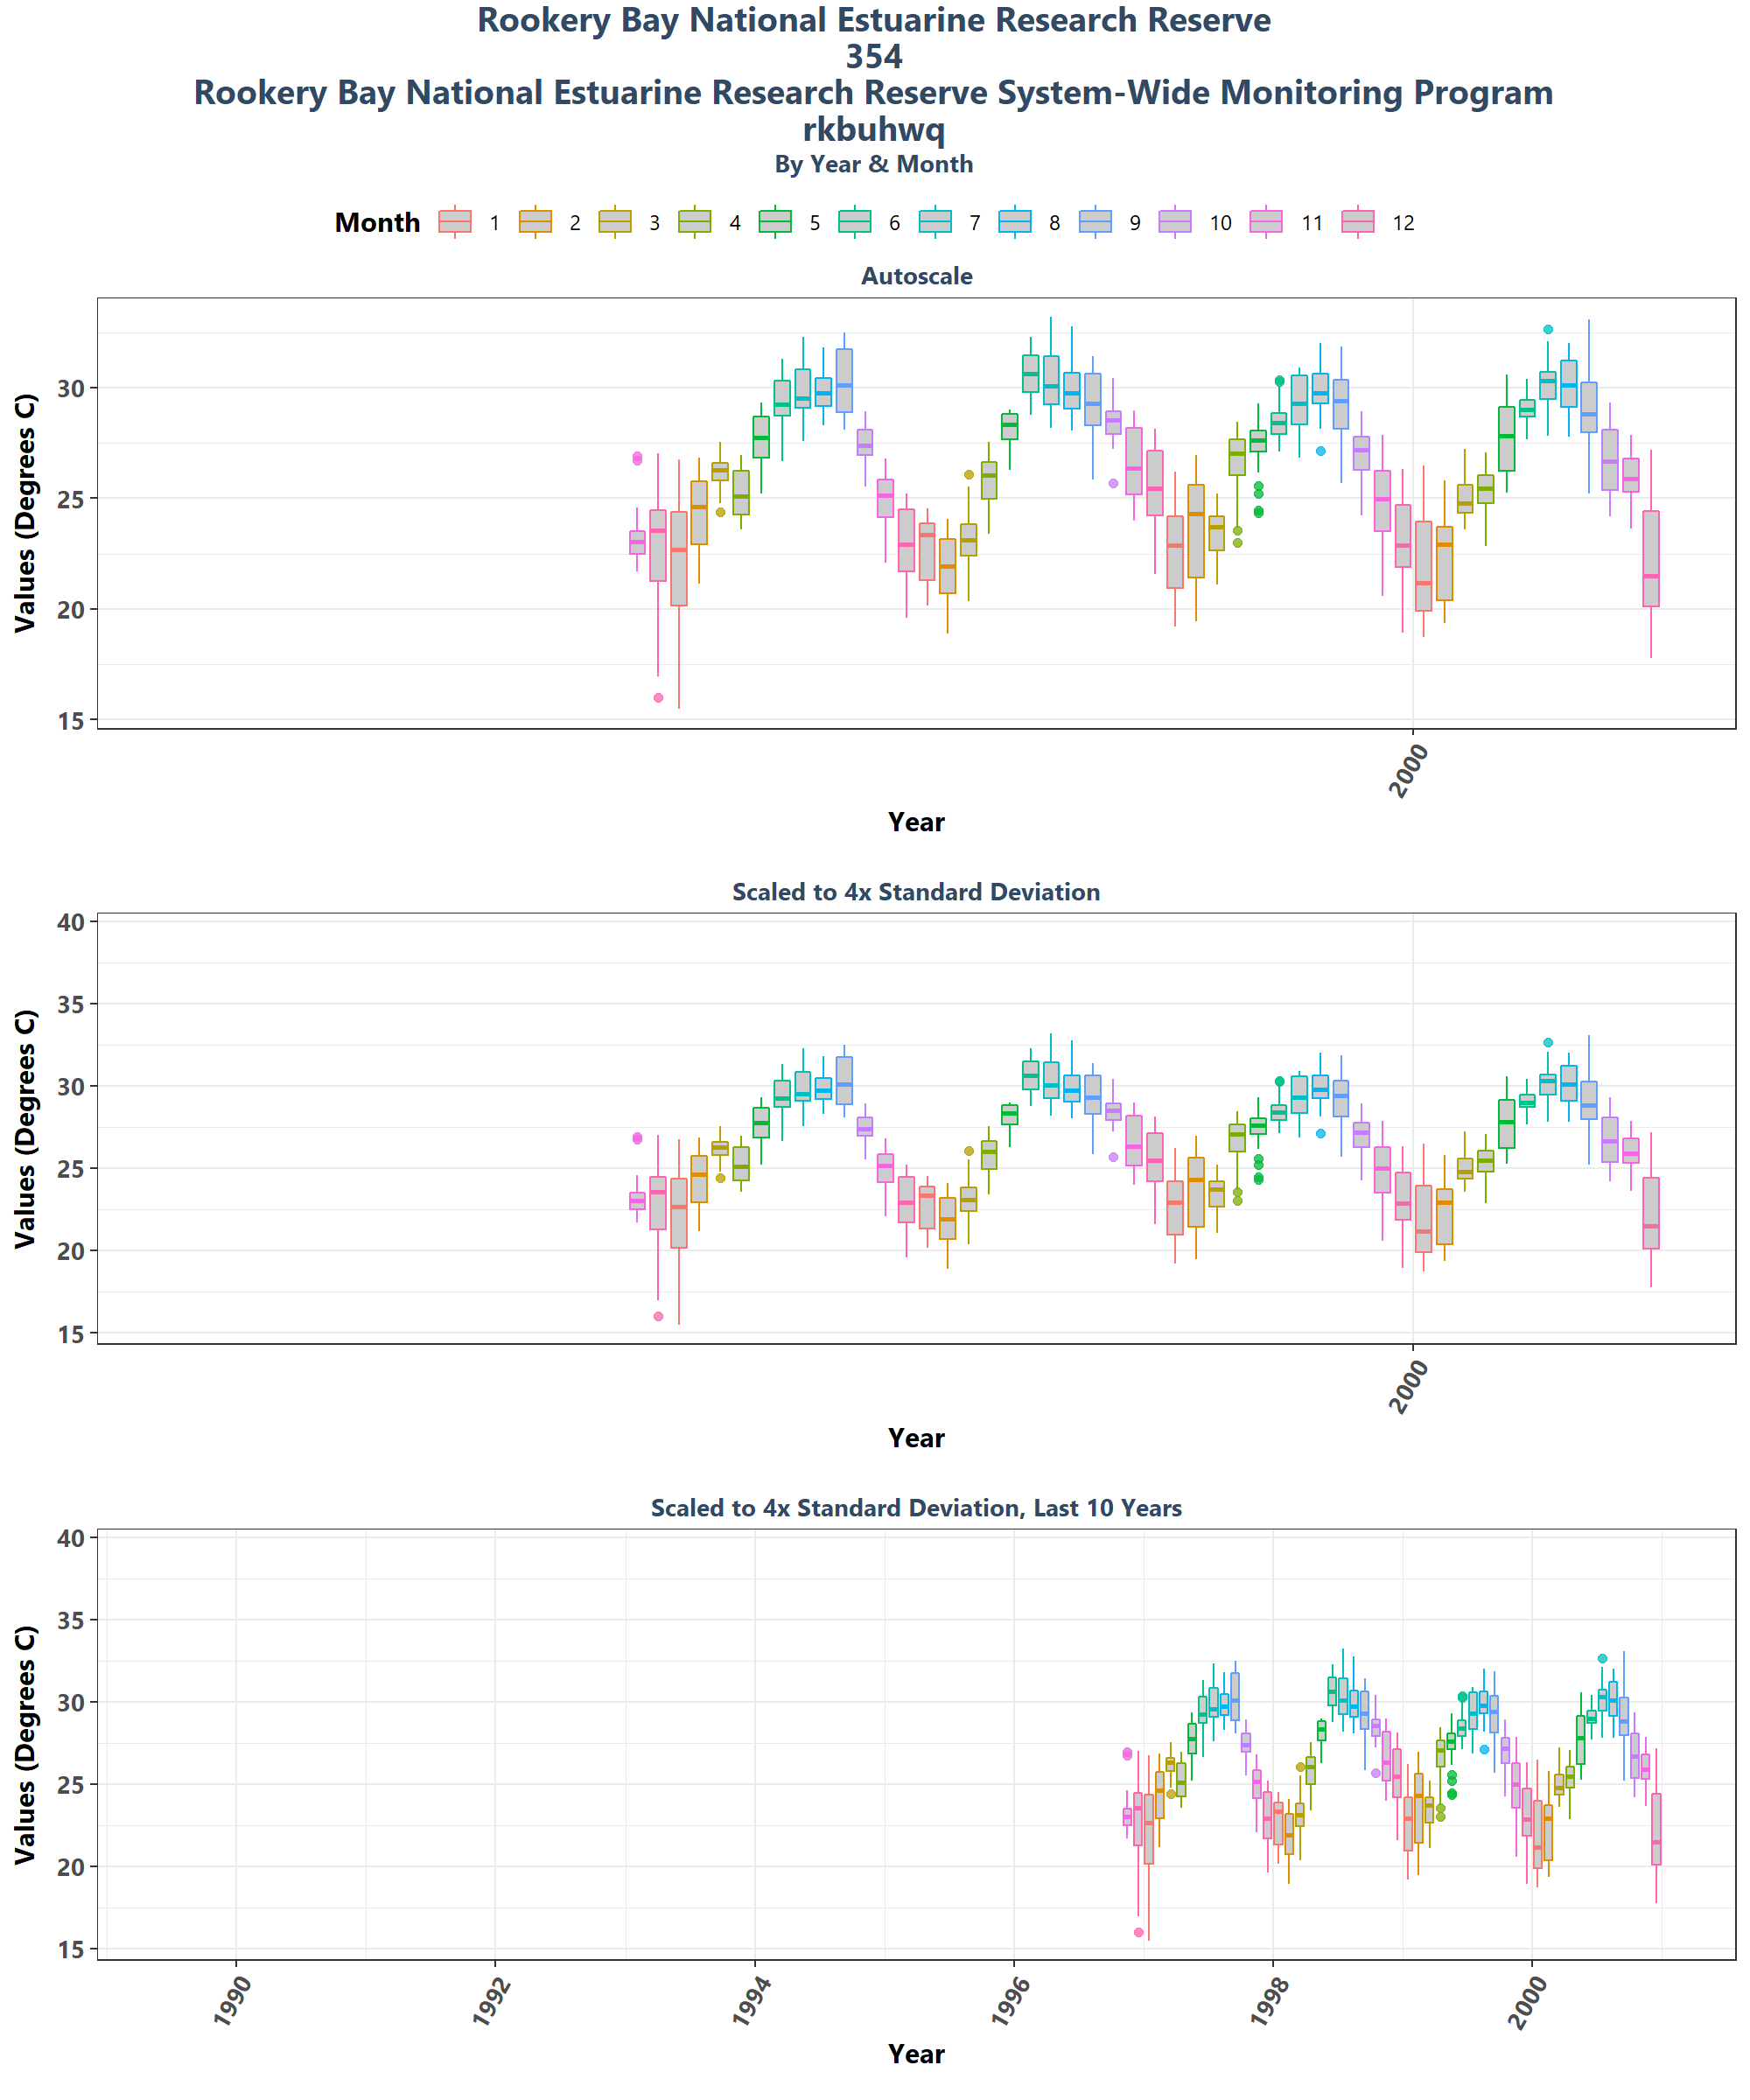 Rookery Bay National Estuarine Research Reserve
354
Rookery Bay National Estuarine Research Reserve System-Wide Monitoring Program
rkbuhwq
By Year & Month
Month 1 2 3 4 5 6 7 8 9 10 11 12
Autoscale
Values (Degrees C)
30
25
20
15
2000
Year
Scaled to 4x Standard Deviation
Values (Degrees C)
40
35
30
25
20
15
2000
Year
Scaled to 4x Standard Deviation, Last 10 Years
Values (Degrees C)
40
35
30
25
20
15
1990 1992 1994 1996 1998 2000
Year